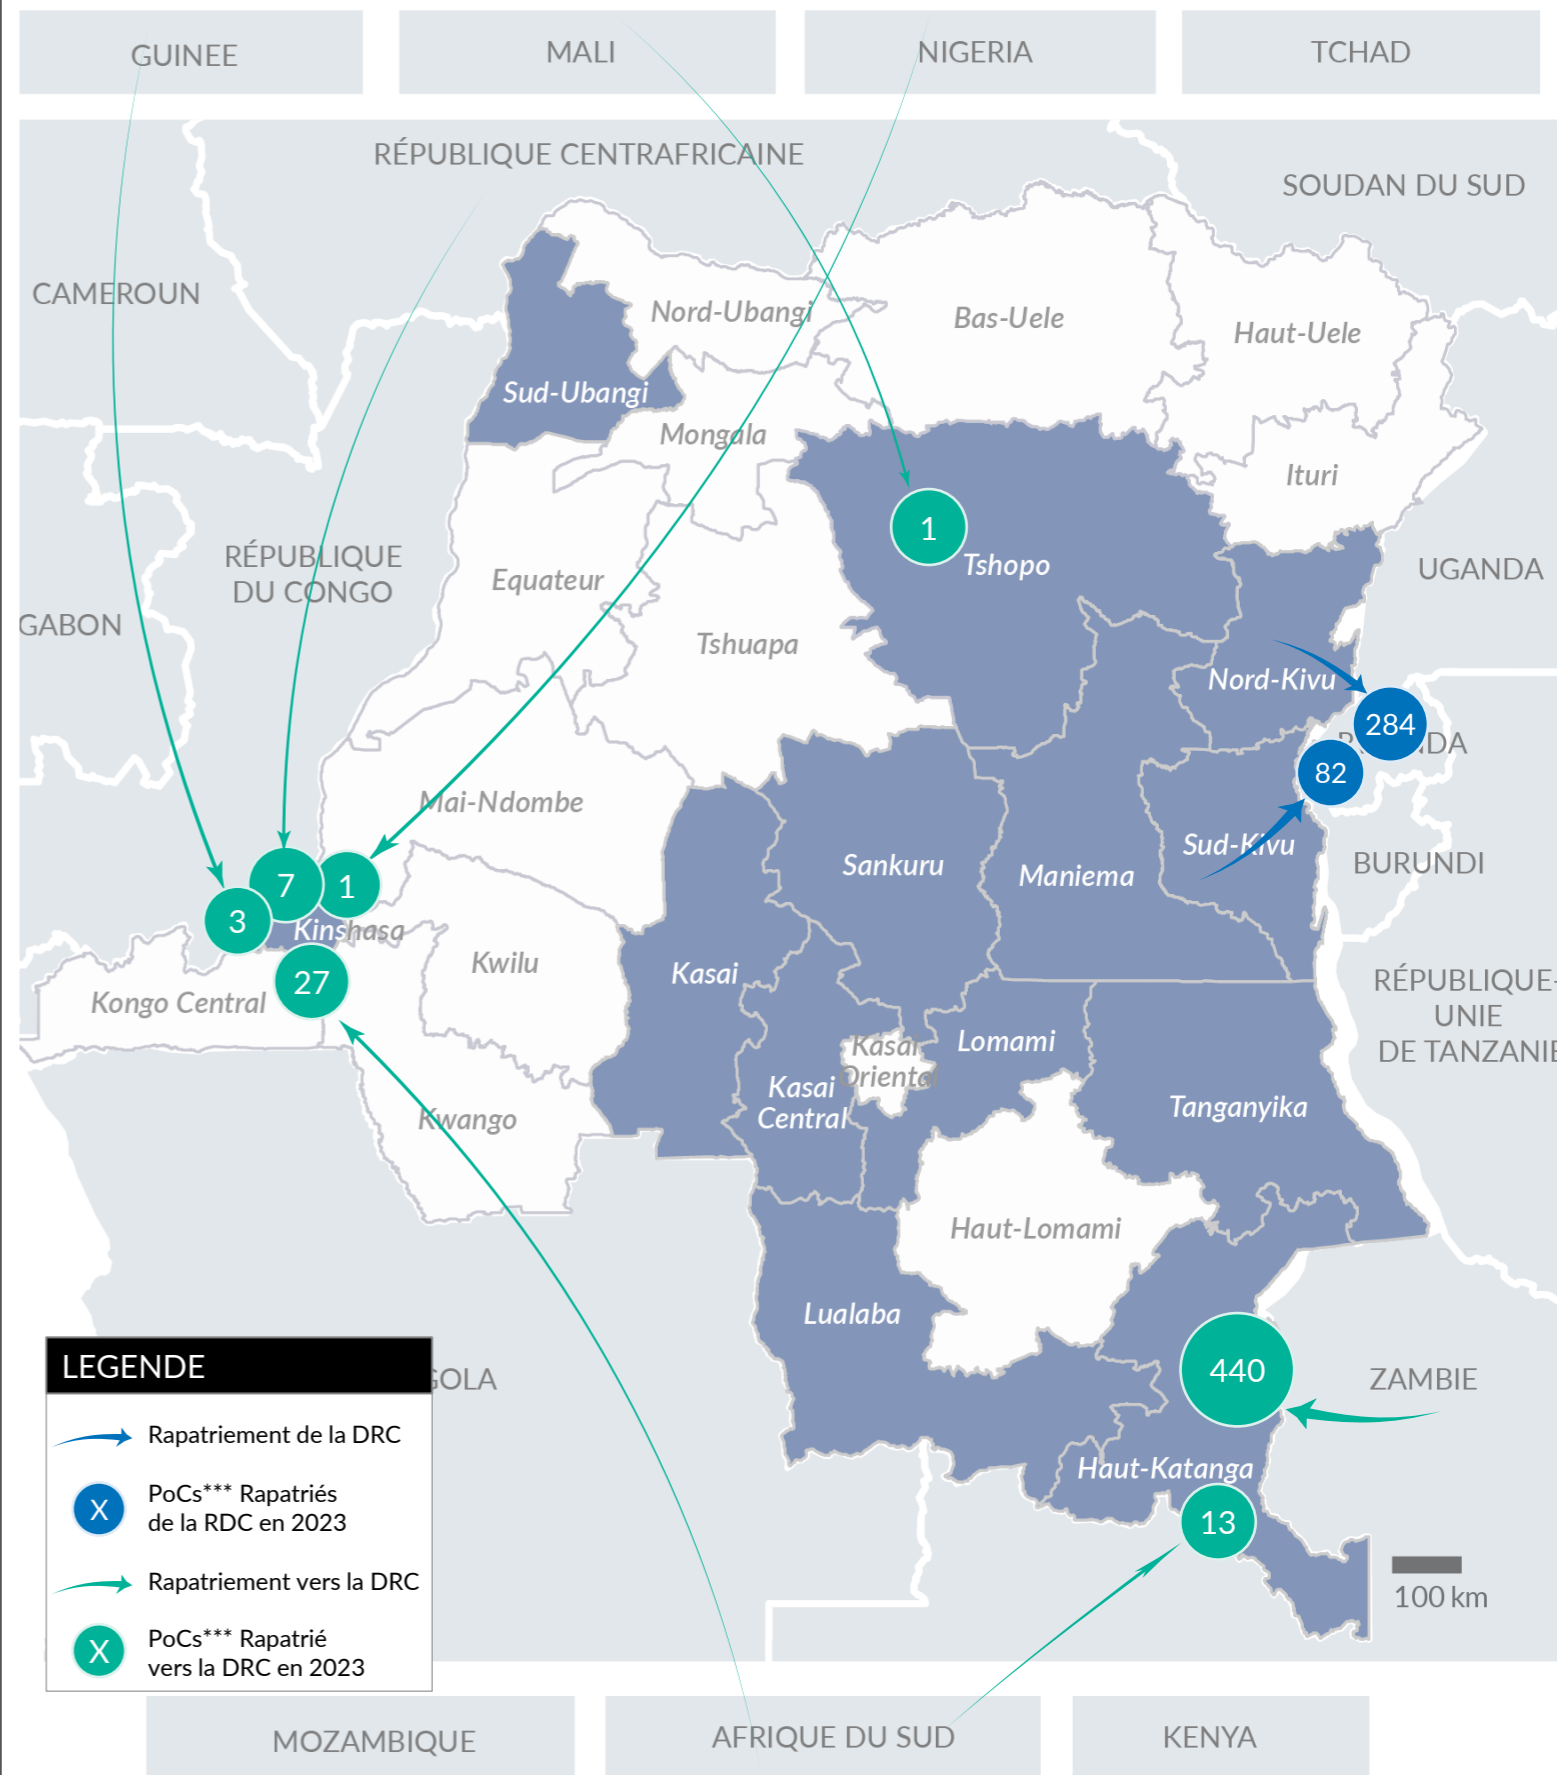 GUINEE
MALI
NIGERIA
TCHAD
RÉPUBLIQUE CENTRAFRICAINE
SOUDAN DU SUD
CAMEROUN
Nord-Ubangi
Bas-Uele
Haut-Uele
Sud-Ubangi
Mongala
Ituri
1
Tshopo
RÉPUBLIQUE
DU CONGO
Equateur
UGANDA
GABON
Tshuapa
Nord-Kivu
284
82
Mai-Ndombe
Sud-Kivu
BURUNDI
Sankuru
Maniema
7
1
3
Kinshasa
27
Kwilu
Kasai
Kongo Central
RÉPUBLIQUE-
UNIE
DE TANZANIE
Lomami
Kasai
Oriental
Kasai
Central
Tanganyika
Kwango
Haut-Lomami
Lualaba
440
ZAMBIE
Haut-Katanga
13
100 km
LEGENDE
Rapatriement de la DRC
X
PoCs*** Rapatriés
de la RDC en 2023
Rapatriement vers la DRC
X
PoCs*** Rapatrié
vers la DRC en 2023
MOZAMBIQUE
AFRIQUE DU SUD
KENYA